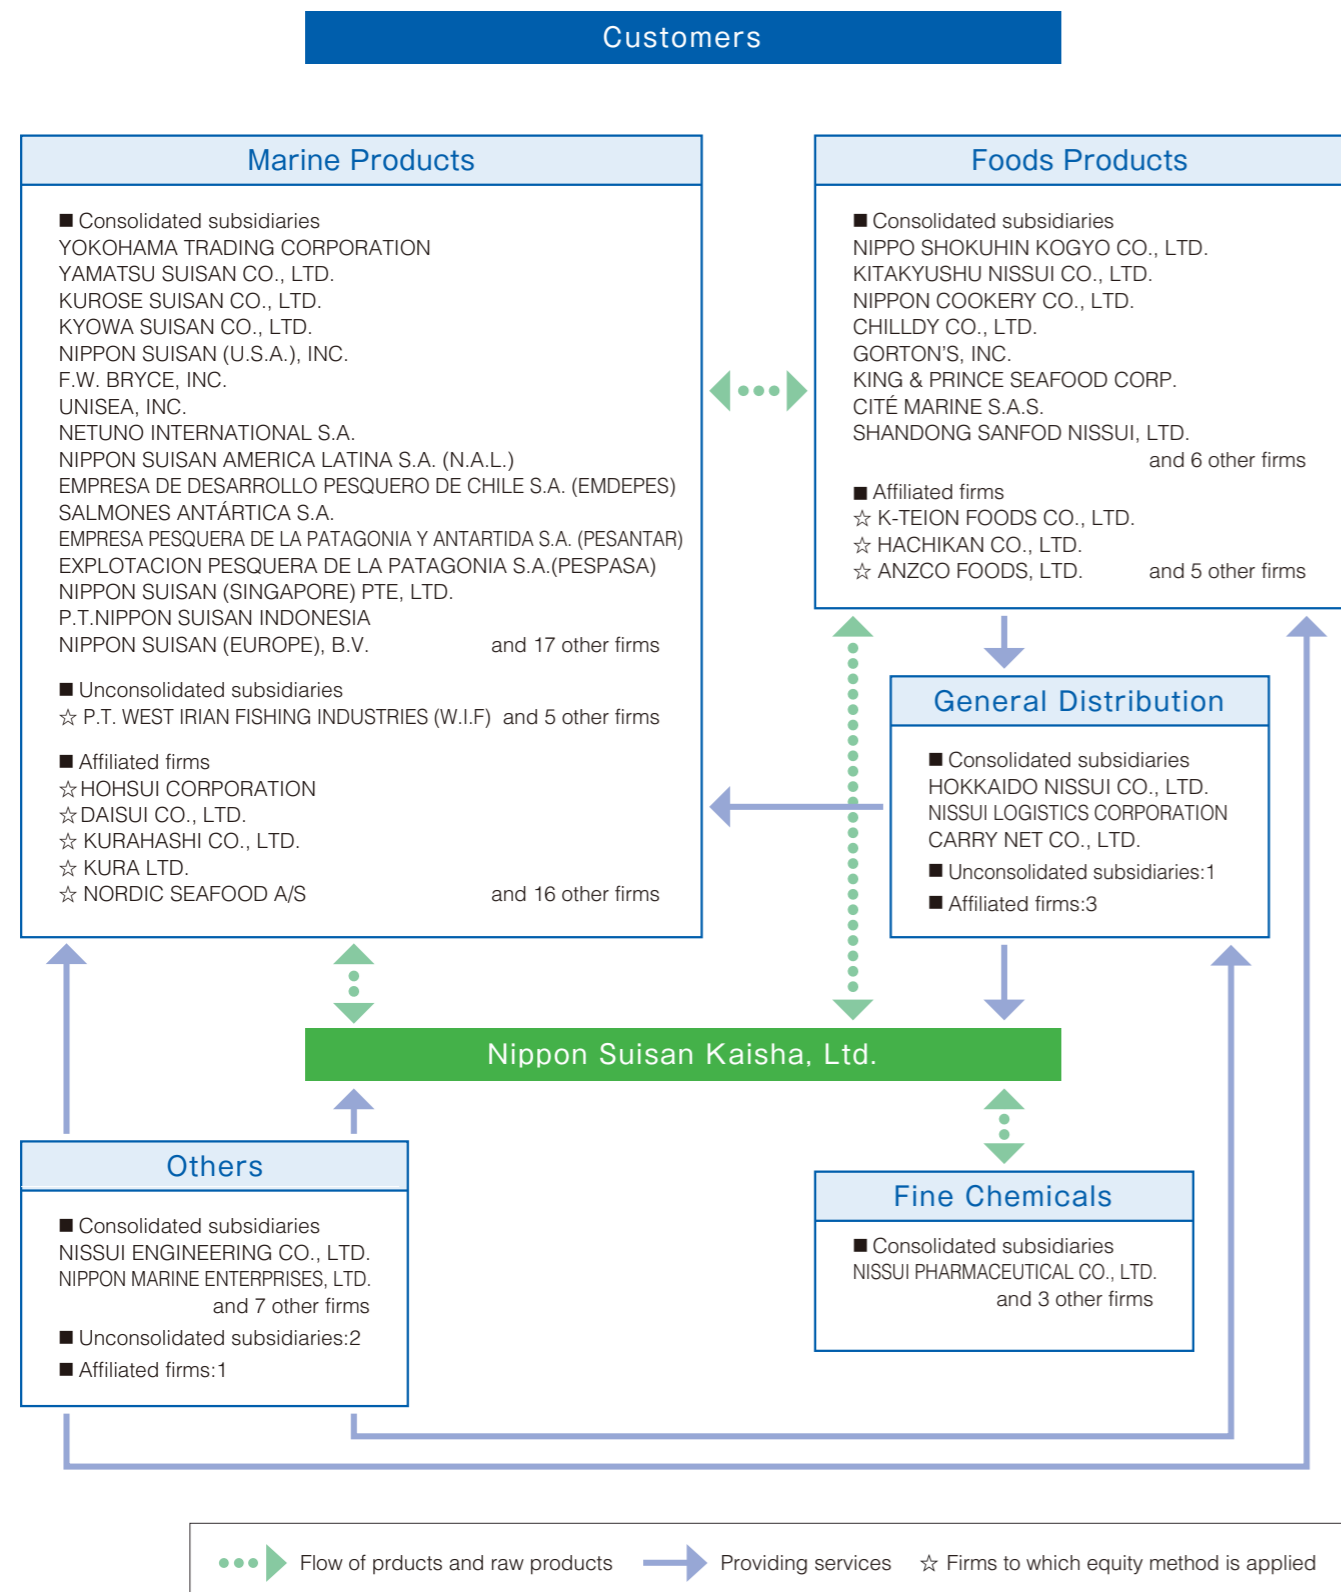 Customers
Marine Products
■ Consolidated subsidiaries
YOKOHAMA TRADING CORPORATION
YAMATSU SUISAN CO., LTD.
KUROSE SUISAN CO., LTD.
KYOWA SUISAN CO., LTD.
NIPPON SUISAN (U.S.A.), INC.
F.W. BRYCE, INC.
UNISEA, INC.
NETUNO INTERNATIONAL S.A.
NIPPON SUISAN AMERICA LATINA S.A. (N.A.L.)
EMPRESA DE DESARROLLO PESQUERO DE CHILE S.A. (EMDEPES)
SALMONES ANTÁRTICA S.A.
EMPRESA PESQUERA DE LA PATAGONIA Y ANTARTIDA S.A. (PESANTAR)
EXPLOTACION PESQUERA DE LA PATAGONIA S.A.(PESPASA)
NIPPON SUISAN (SINGAPORE) PTE, LTD.
P.T.NIPPON SUISAN INDONESIA
NIPPON SUISAN (EUROPE), B.V. and 17 other firms
■ Unconsolidated subsidiaries
☆ P.T. WEST IRIAN FISHING INDUSTRIES (W.I.F) and 5 other firms
■ Affiliated firms
☆ HOHSUI CORPORATION
☆ DAISUI CO., LTD.
☆ KURAHASHI CO., LTD.
☆ KURA LTD.
☆ NORDIC SEAFOOD A/S and 16 other firms
Foods Products
■ Consolidated subsidiaries
NIPPO SHOKUHIN KOGYO CO., LTD.
KITAKYUSHU NISSUI CO., LTD.
NIPPON COOKERY CO., LTD.
CHILLDY CO., LTD.
GORTON'S, INC.
KING & PRINCE SEAFOOD CORP.
CITÉ MARINE S.A.S.
SHANDONG SANFOD NISSUI, LTD.
and 6 other firms
■ Affiliated firms
☆ K-TEION FOODS CO., LTD.
☆ HACHIKAN CO., LTD.
☆ ANZCO FOODS, LTD. and 5 other firms
General Distribution
■ Consolidated subsidiaries
HOKKAIDO NISSUI CO., LTD.
NISSUI LOGISTICS CORPORATION
CARRY NET CO., LTD.
■ Unconsolidated subsidiaries:1
■ Affiliated firms:3
Nippon Suisan Kaisha, Ltd.
Others
■ Consolidated subsidiaries
NISSUI ENGINEERING CO., LTD.
NIPPON MARINE ENTERPRISES, LTD.
and 7 other firms
■ Unconsolidated subsidiaries:2
■ Affiliated firms:1
Fine Chemicals
■ Consolidated subsidiaries
NISSUI PHARMACEUTICAL CO., LTD.
and 3 other firms
Flow of prducts and raw products Providing services ☆ Firms to which equity method is applied